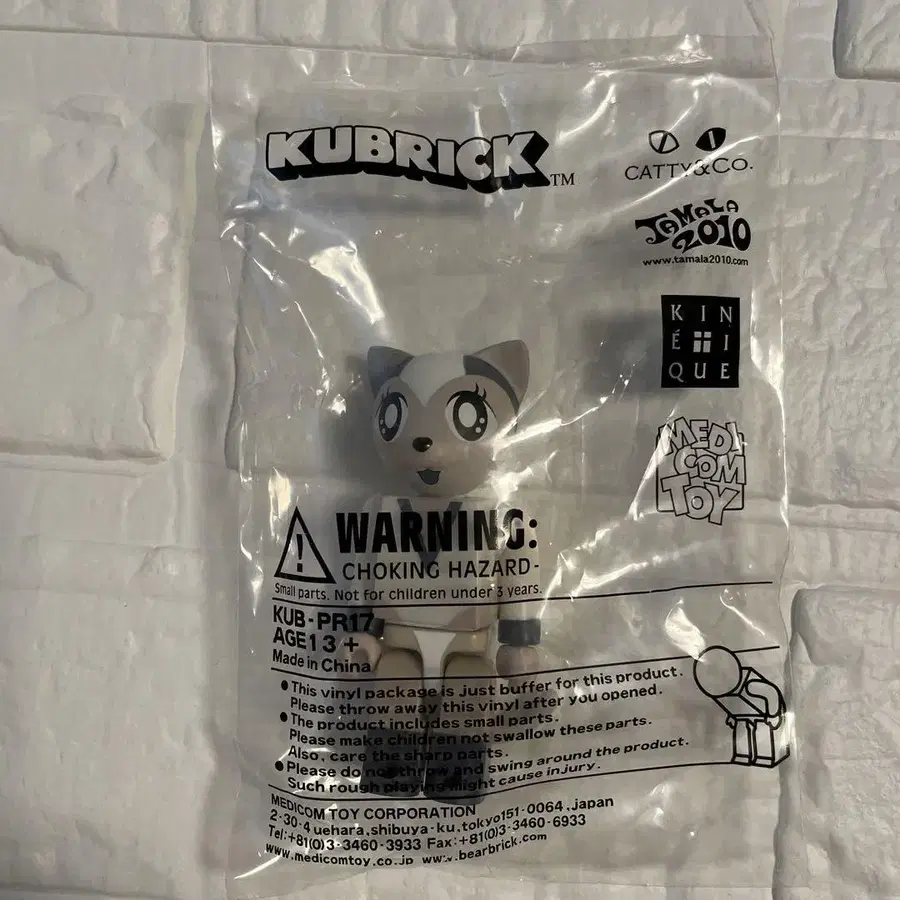 KUBRICK TM
CATTY&CO.
TAMALA
2010
www.tamala2010.com
KIN
É II I
QUE
MEDI
COM
TOY
! WARNING:
CHOKING HAZARD-
Small parts. Not for children under 3 years.
KUB-PR17
AGE13+
Made in China
●This vinyl package is just buffer for this product.
Please throw away this vinyl after you opened.
●The product includes small parts.
Please make children not swallow these parts.
Also, care the sharp parts.
●Please do not throw and swing around the product.
Such rough playing might cause injury.
MEDICOM TOY CORPORATION
2-30-4 uehara,shibuya-ku,tokyo151-0064,japan
Tel:+81(0)3-3460-3933 Fax:+81(0)3-3460-6933
www.medicomtoy.co.jp www.bearbrick.com